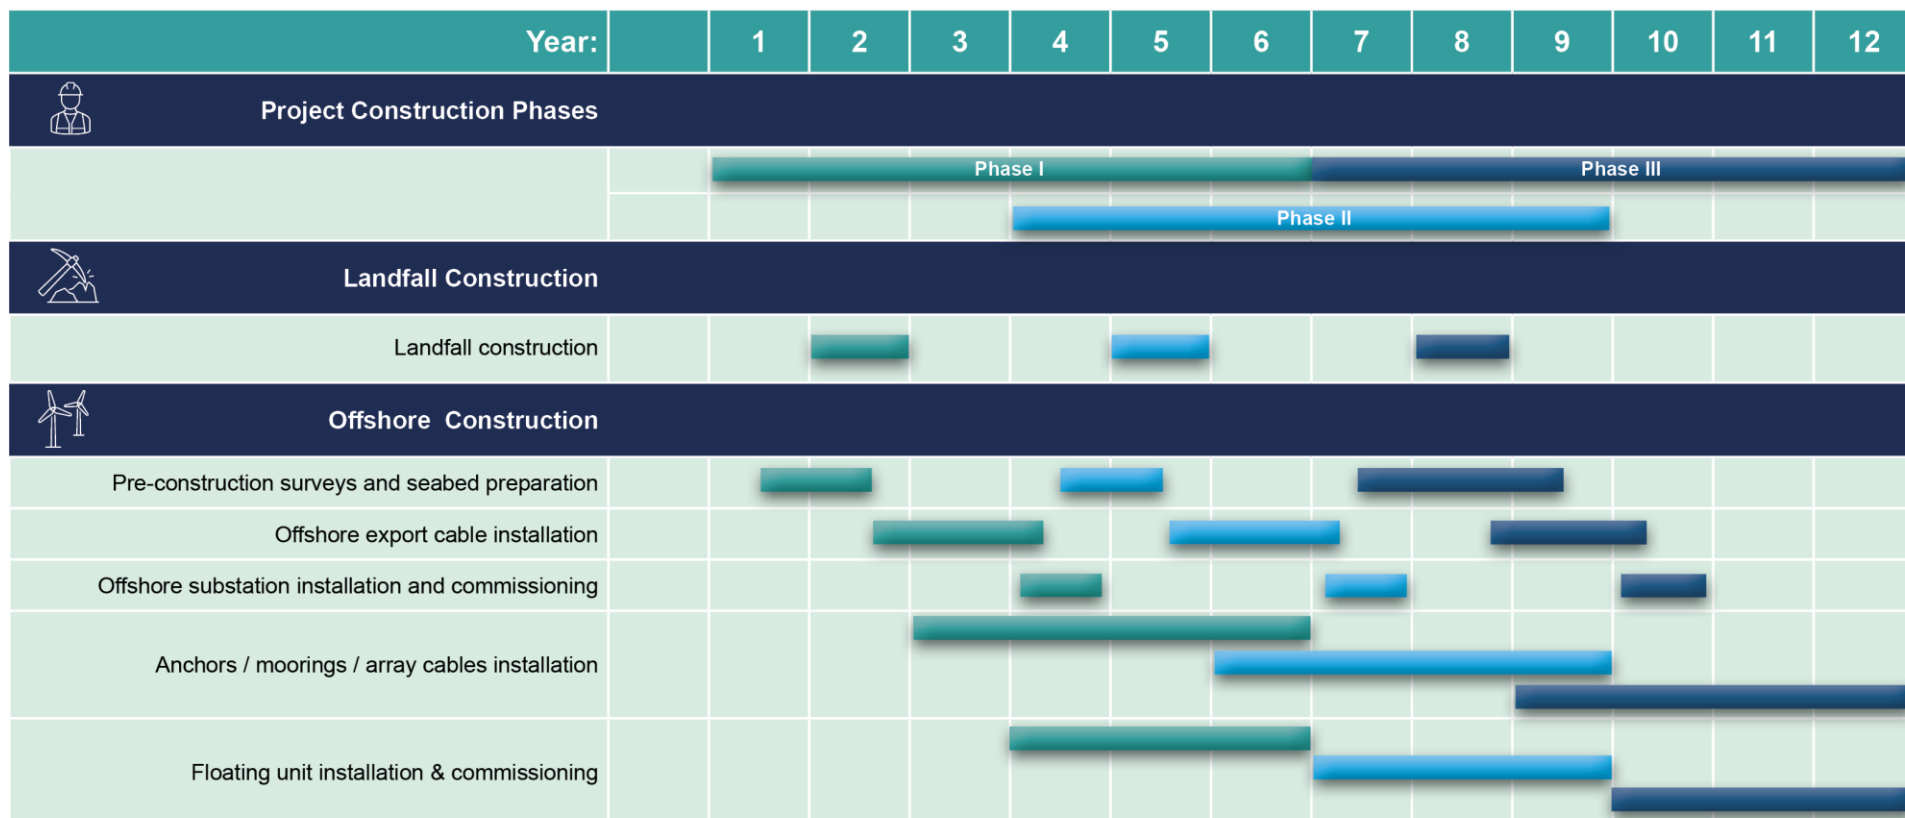 Year: 1 2 3 4 5 6 7 8 9 10 11 12
Project Construction Phases
Phase I Phase III
Phase II
Landfall Construction
Landfall construction
Offshore  Construction
Pre-construction surveys and seabed preparation
Offshore export cable installation
Offshore substation installation and commissioning
Anchors / moorings / array cables installation
Floating unit installation & commissioning